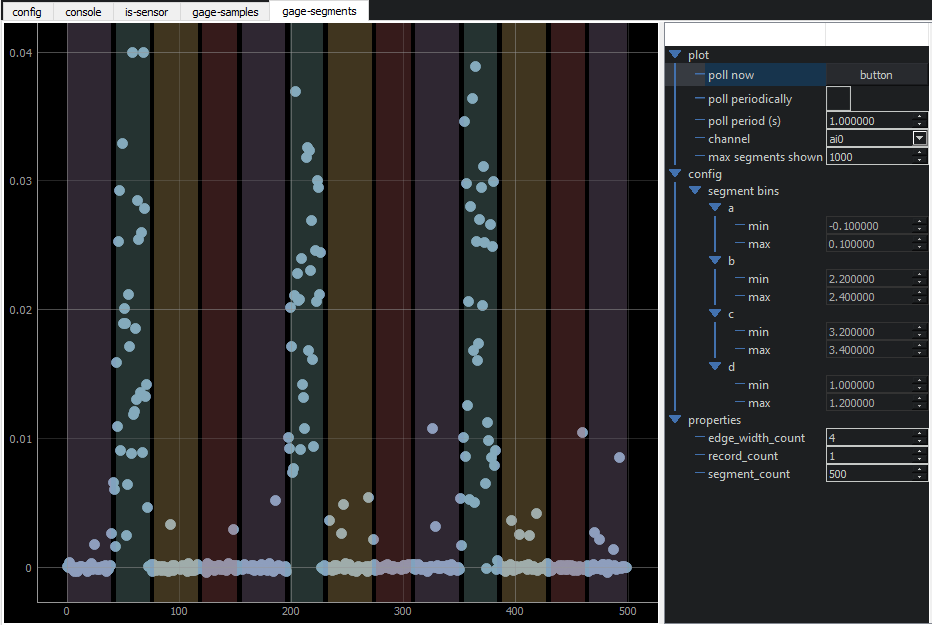 config console is-sensor gage-samples gage-segments
0.04
0.03
0.02
0.01
0
0 100 200 300 400 500
plot
poll now button
poll periodically
poll period (s) 1.000000
channel ai0
max segments shown 1000
config
segment bins
a
min -0.100000
max 0.100000
b
min 2.200000
max 2.400000
c
min 3.200000
max 3.400000
d
min 1.000000
max 1.200000
properties
edge_width_count 4
record_count 1
segment_count 500